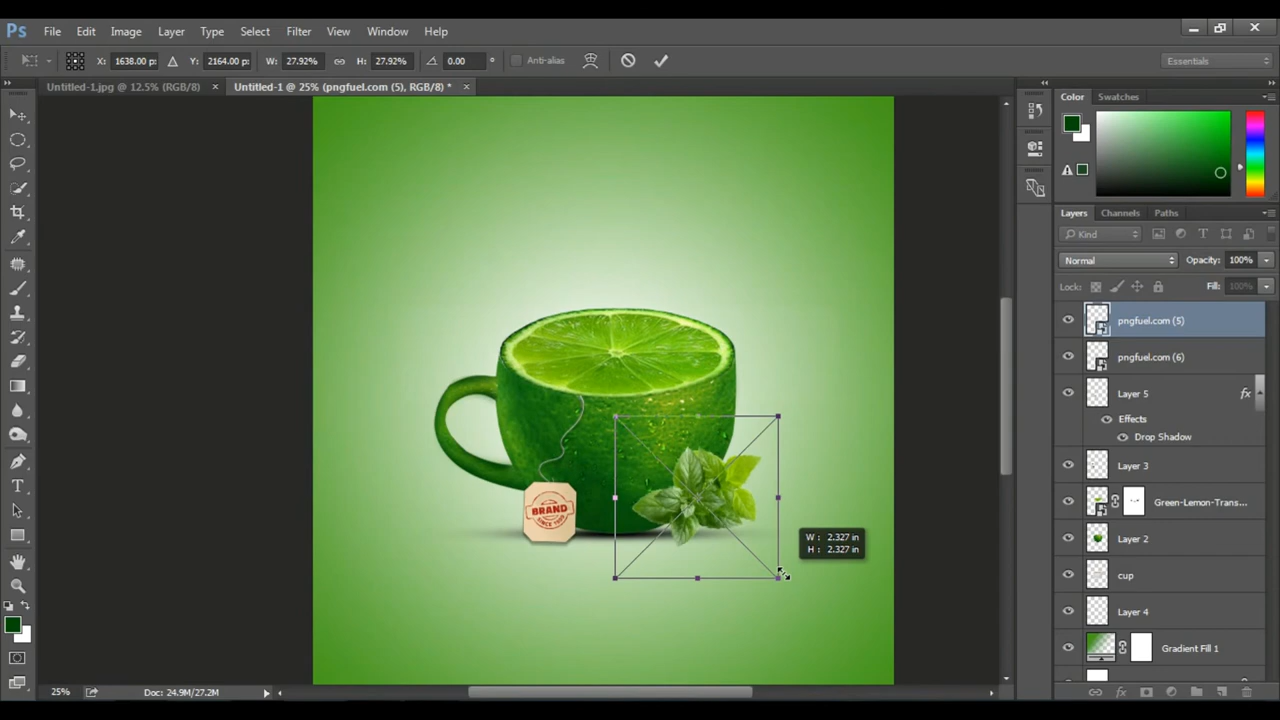 Ps File Edit Image Layer Type Select Filter View Window Help
X: 1638.00 p: Y: 2164.00 p: W: 27.92% H: 27.92% 0.00 ° Anti-alias Essentials
Untitled-1.jpg @ 12.5% (RGB/8) × Untitled-1 @ 25% (pngfuel.com (5), RGB/8) * ×
Color Swatches
Layers Channels Paths
Kind
Normal Opacity: 100%
Lock: Fill: 100%
pngfuel.com (5)
pngfuel.com (6)
Layer 5 fx
Effects
Drop Shadow
Layer 3
Green-Lemon-Trans...
Layer 2
cup
Layer 4
Gradient Fill 1
BRAND
SINCE 1969
W : 2.327 in
H : 2.327 in
25% Doc: 24.9M/27.2M